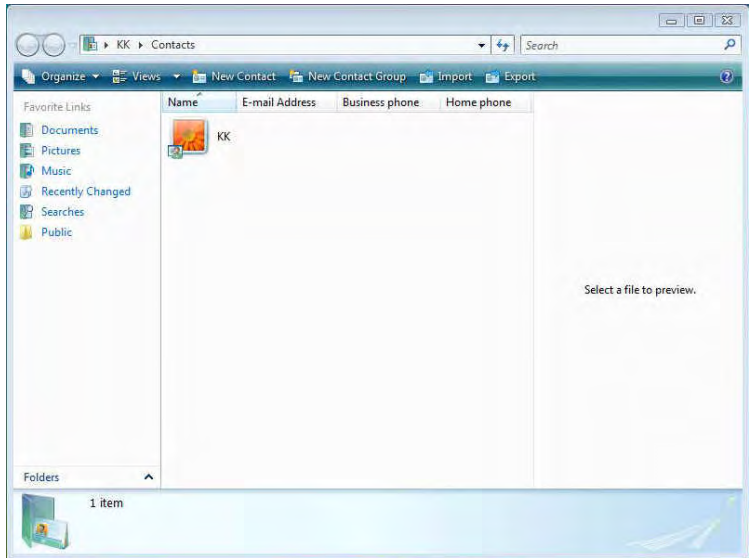 KK Contacts Search
Organize Views New Contact New Contact Group Import Export
Favorite Links
Documents
Pictures
Music
Recently Changed
Searches
Public
Folders
Name E-mail Address Business phone Home phone
KK
Select a file to preview.
1 item